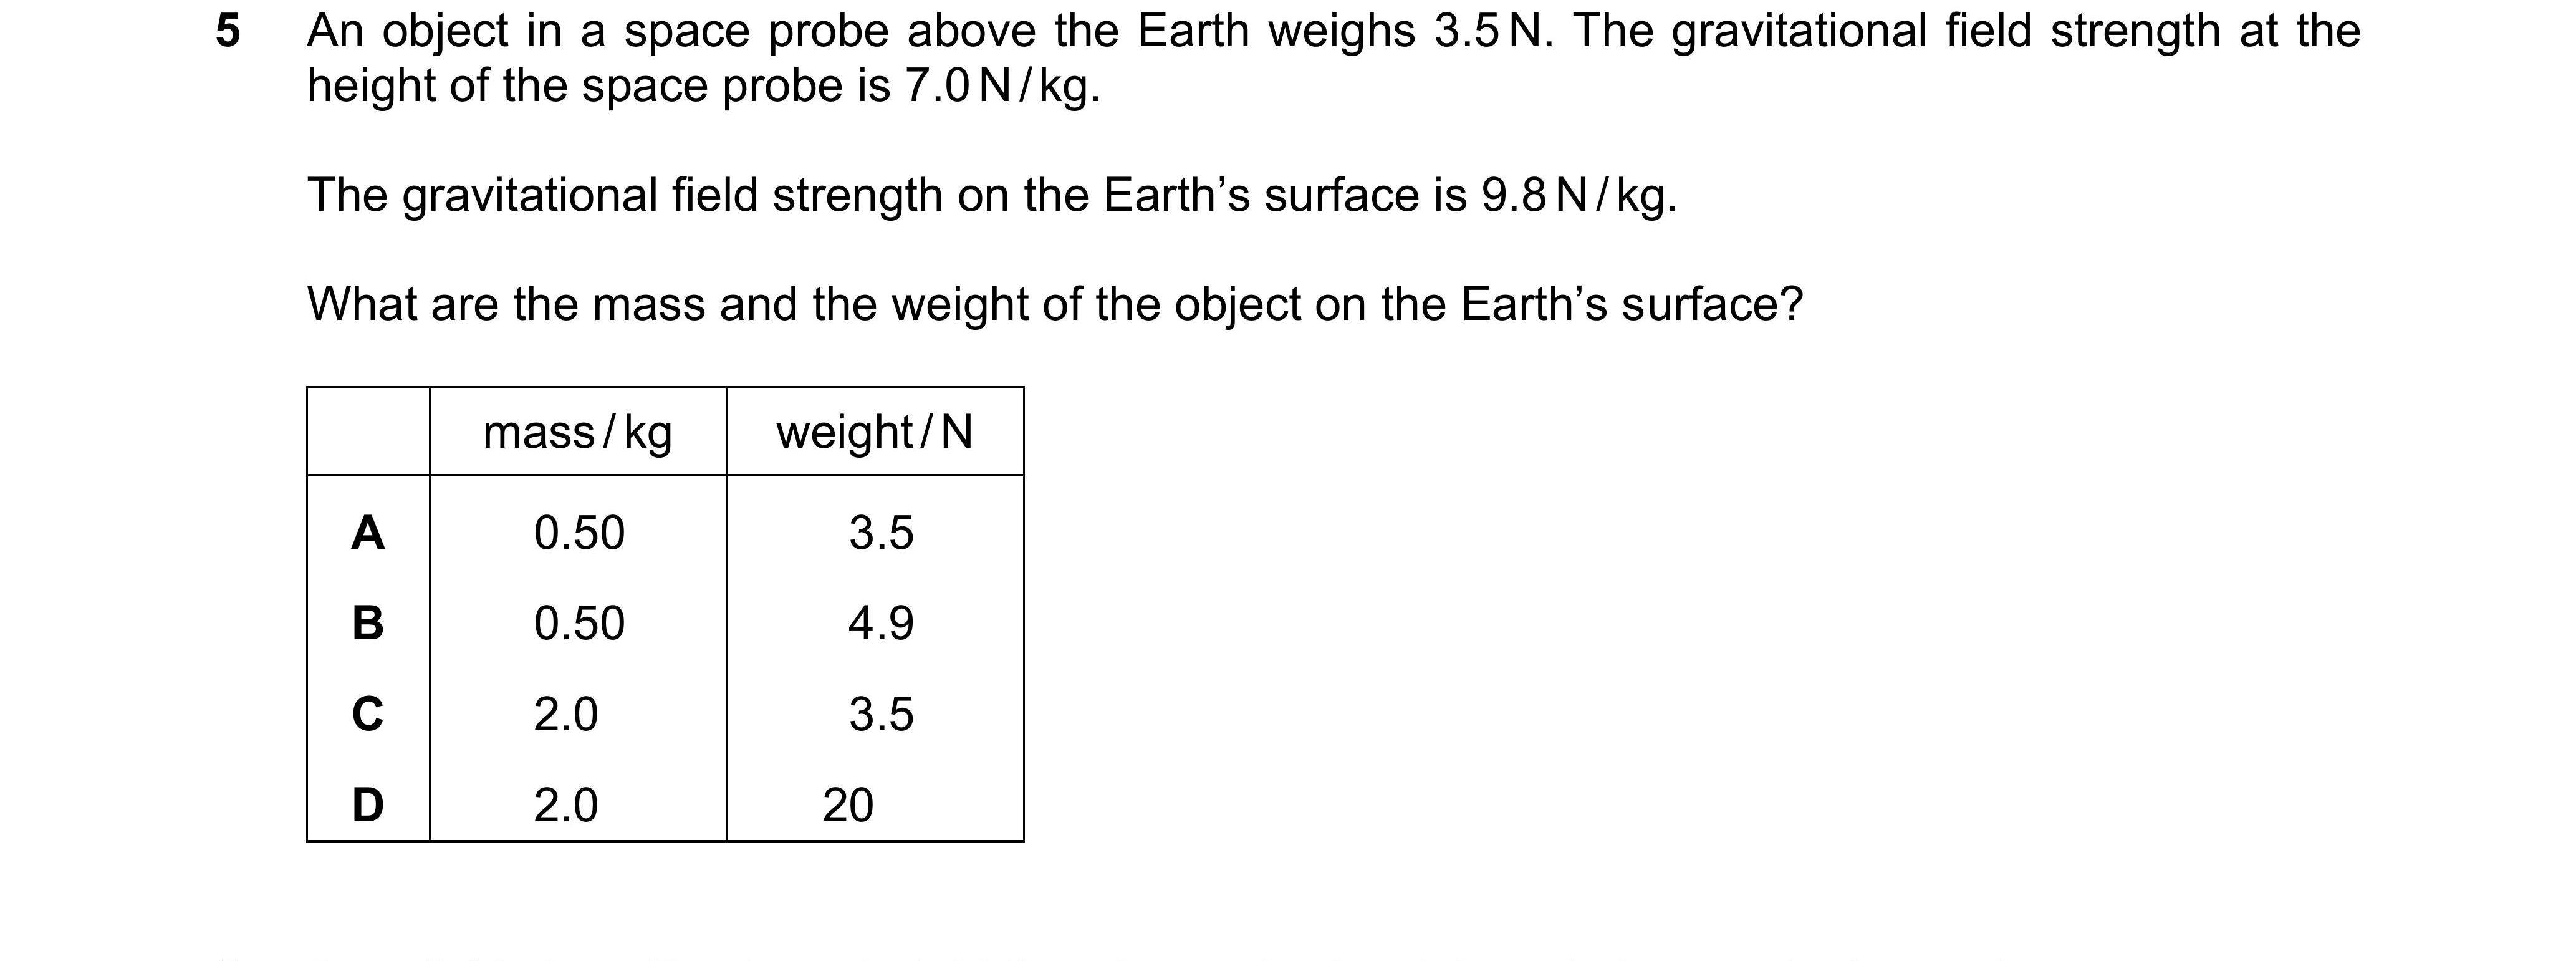 5 An object in a space probe above the Earth weighs 3.5 N. The gravitational field strength at the
height of the space probe is 7.0 N / kg.
The gravitational field strength on the Earth’s surface is 9.8 N / kg.
What are the mass and the weight of the object on the Earth’s surface?
mass / kg weight / N
A 0.50 3.5
B 0.50 4.9
C 2.0 3.5
D 2.0 20